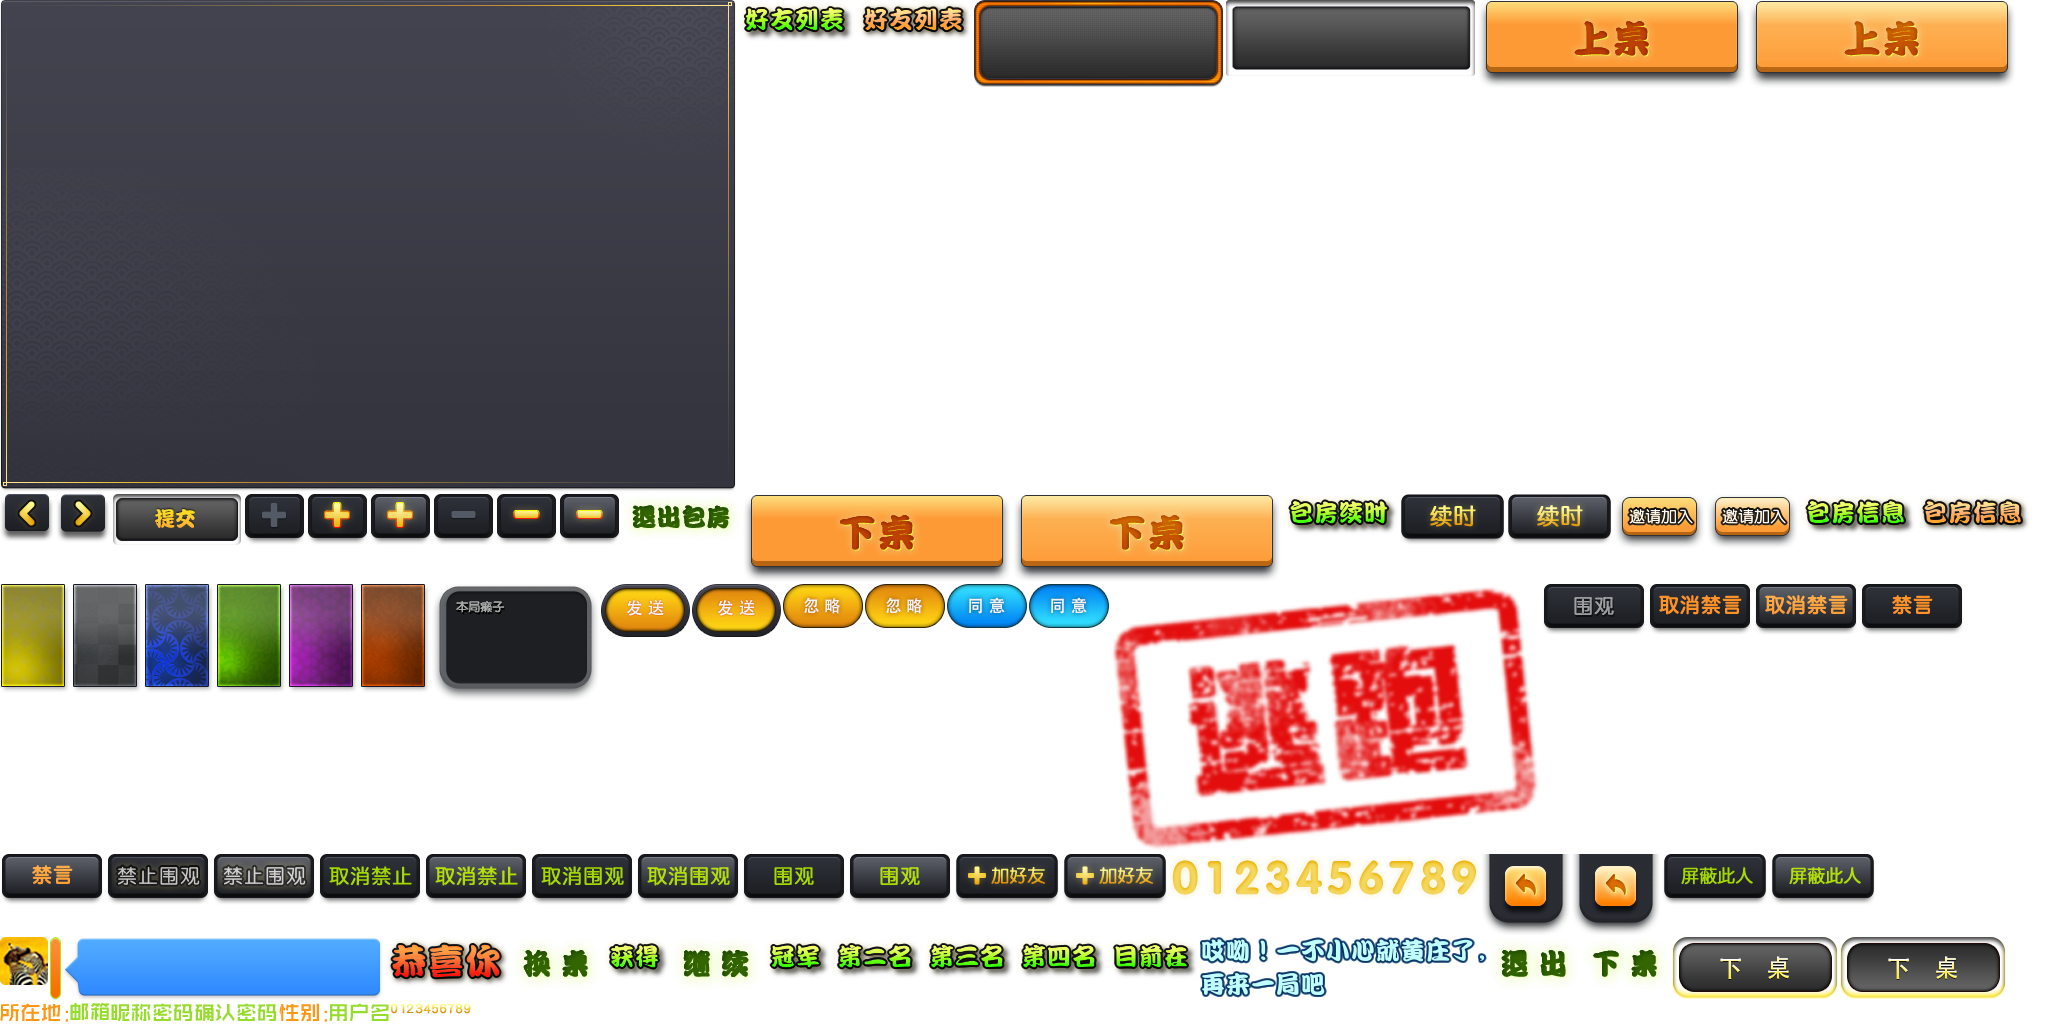 好友列表 好友列表 上桌 上桌
提交 退出包房 下桌 下桌 包房续时 续时 续时 邀请加入 邀请加入 包房信息 包房信息
本局癞子 发送 发送 忽略 忽略 同意 同意 围观 取消禁言 取消禁言 禁言
逃跑
禁言 禁止围观 禁止围观 取消禁止 取消禁止 取消围观 取消围观 围观 围观 加好友 加好友 0123456789 屏蔽此人 屏蔽此人
恭喜你 换桌 获得 继续 冠军 第二名 第三名 第四名 目前在 哎呦！一不小心就黄庄了， 退出 下桌 下桌 下桌
再来一局吧
所在地:邮箱昵称密码确认密码性别:用户名0123456789